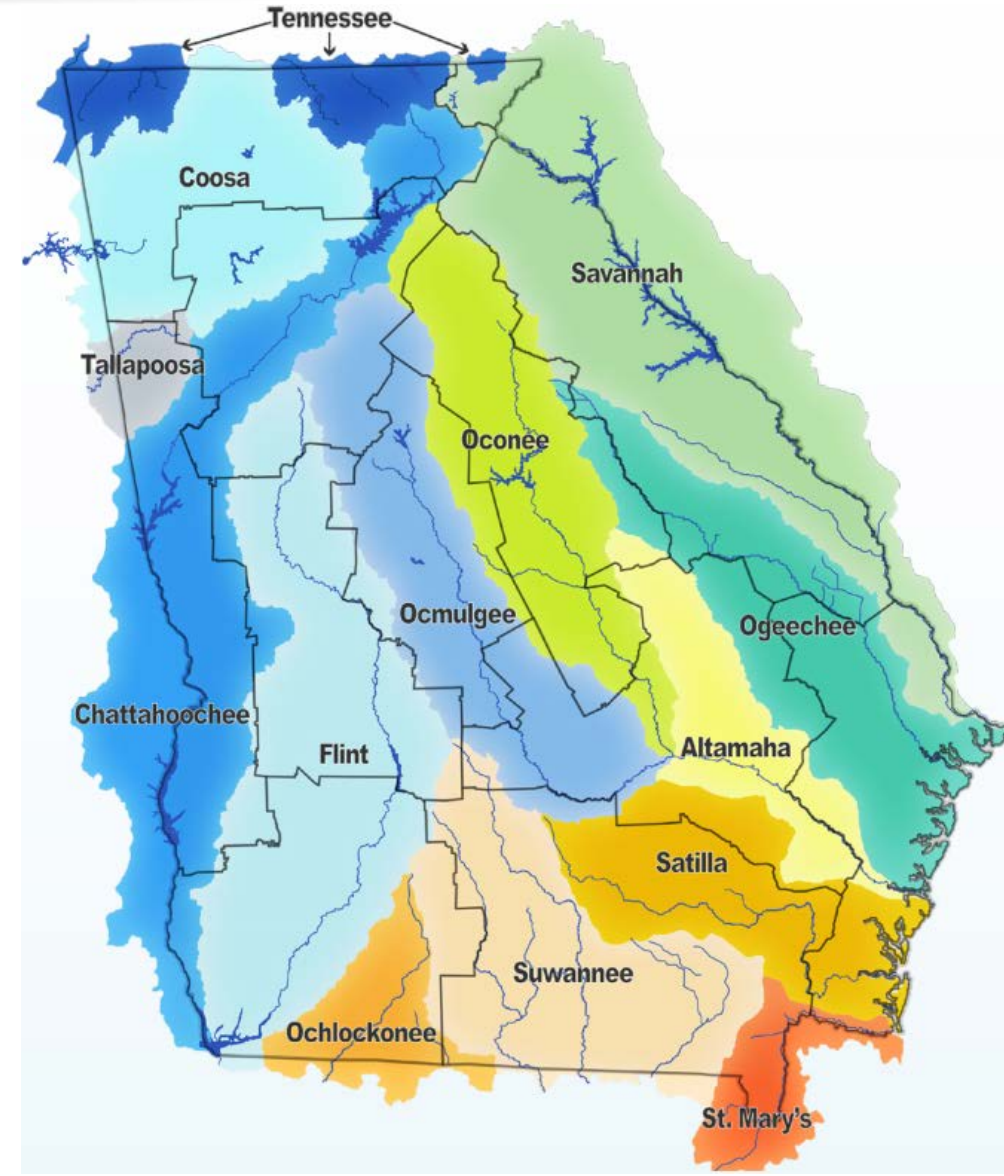 Tennessee
Coosa
Savannah
Tallapoosa
Oconee
Ocmulgee
Ogeechee
Chattahoochee
Flint
Altamaha
Satilla
Suwannee
Ochlockonee
St. Mary's